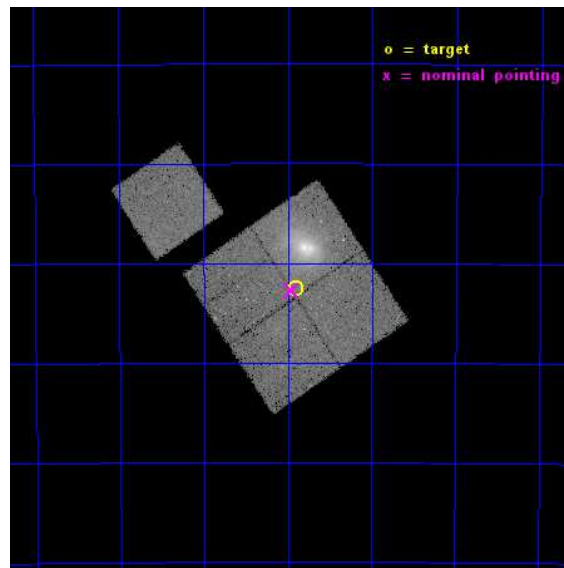 o = target
x = nominal pointing